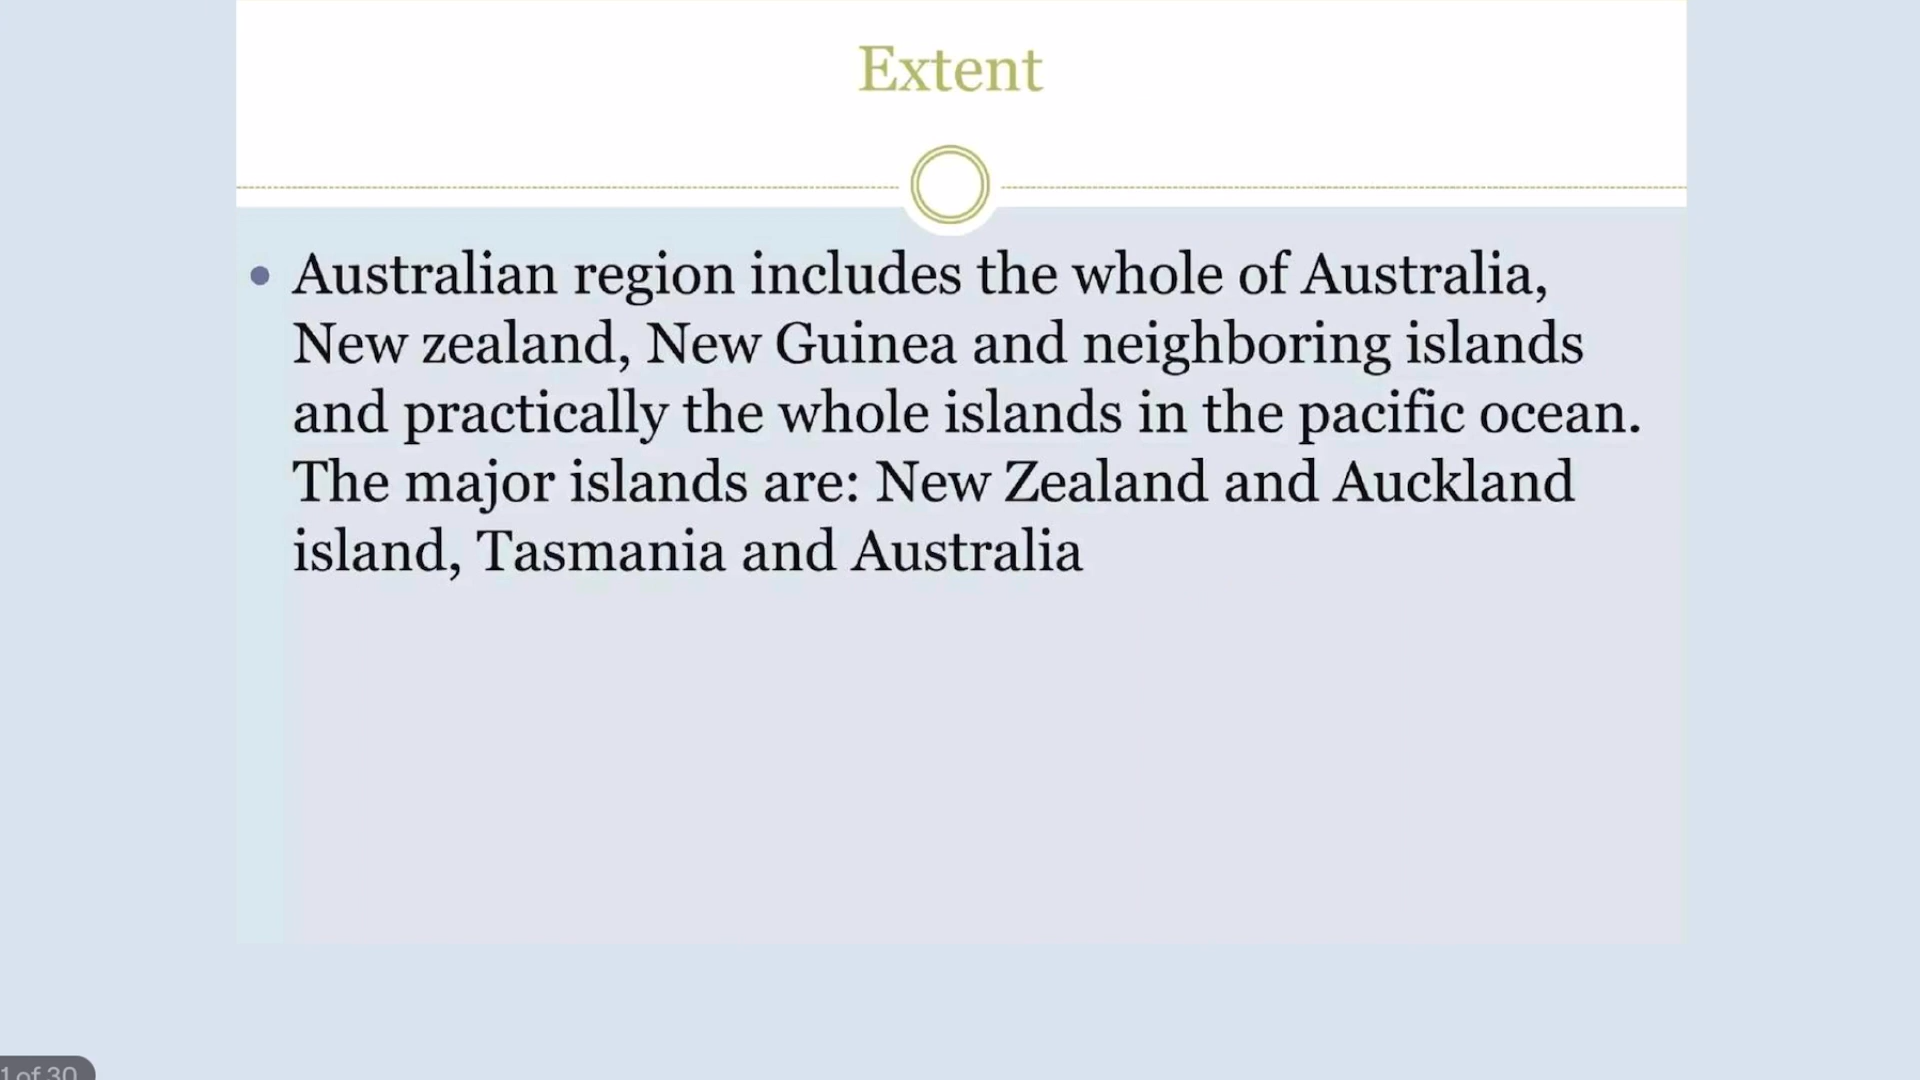 Extent
• Australian region includes the whole of Australia,
New zealand, New Guinea and neighboring islands
and practically the whole islands in the pacific ocean.
The major islands are: New Zealand and Auckland
island, Tasmania and Australia
1 of 30